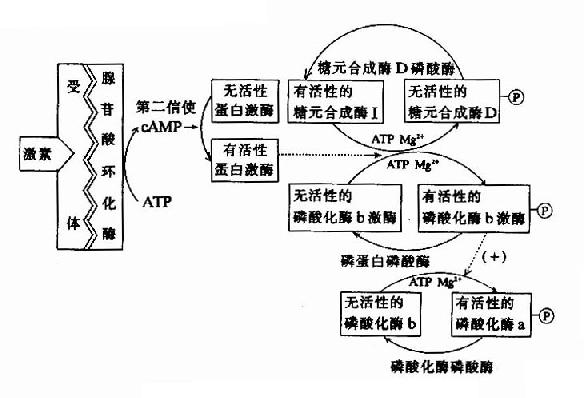 激素
受
体
腺苷酸环化酶
第二信使
cAMP
ATP
无活性
蛋白激酶
有活性
蛋白激酶
糖元合成酶D磷酸酶
有活性的
糖元合成酶I
无活性的
糖元合成酶D
P
ATP Mg²⁺
ATP Mg²⁺
无活性的
磷酸化酶b激酶
有活性的
磷酸化酶b激酶
P
磷蛋白磷酸酶
(+)
ATP Mg²⁺
无活性的
磷酸化酶b
有活性的
磷酸化酶a
P
磷酸化酶磷酸酶